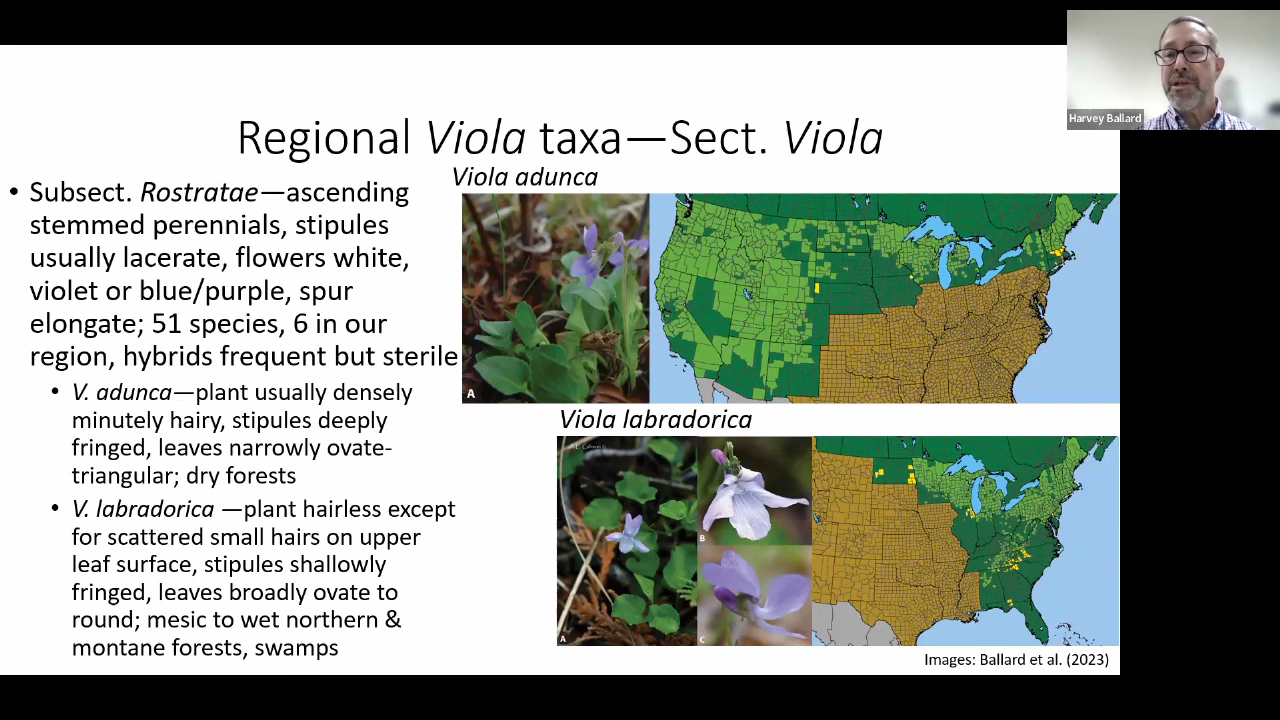 Harvey Ballard
Regional Viola taxa—Sect. Viola
• Subsect. Rostratae—ascending
stemmed perennials, stipules
usually lacerate, flowers white,
violet or blue/purple, spur
elongate; 51 species, 6 in our
region, hybrids frequent but sterile
• V. adunca—plant usually densely
minutely hairy, stipules deeply
fringed, leaves narrowly ovate-
triangular; dry forests
• V. labradorica —plant hairless except
for scattered small hairs on upper
leaf surface, stipules shallowly
fringed, leaves broadly ovate to
round; mesic to wet northern &
montane forests, swamps
Viola adunca
A
Viola labradorica
A
B
C
Images: Ballard et al. (2023)